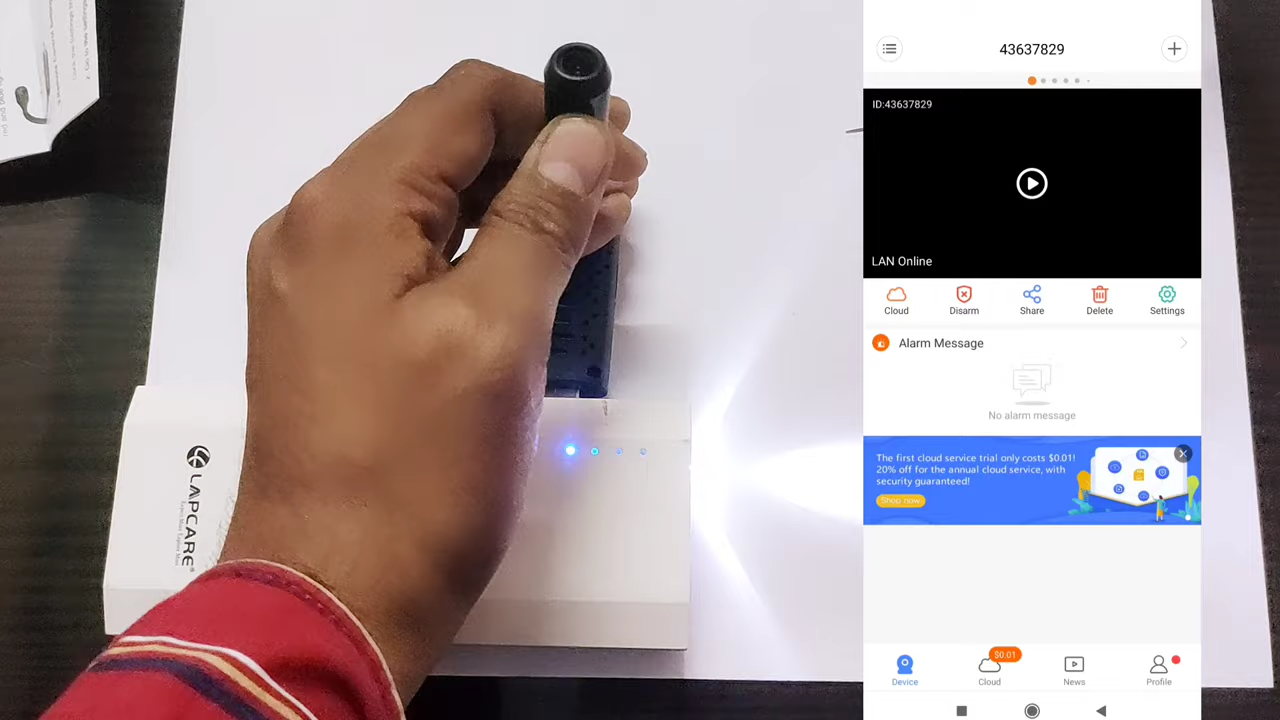 LAPCARE
43637829
ID:43637829
LAN Online
Cloud
Disarm
Share
Delete
Settings
Alarm Message
No alarm message
The first cloud service trial only costs $0.01!
20% off for the annual cloud service, with
security guaranteed!
Shop now
$0.01
Device
Cloud
News
Profile